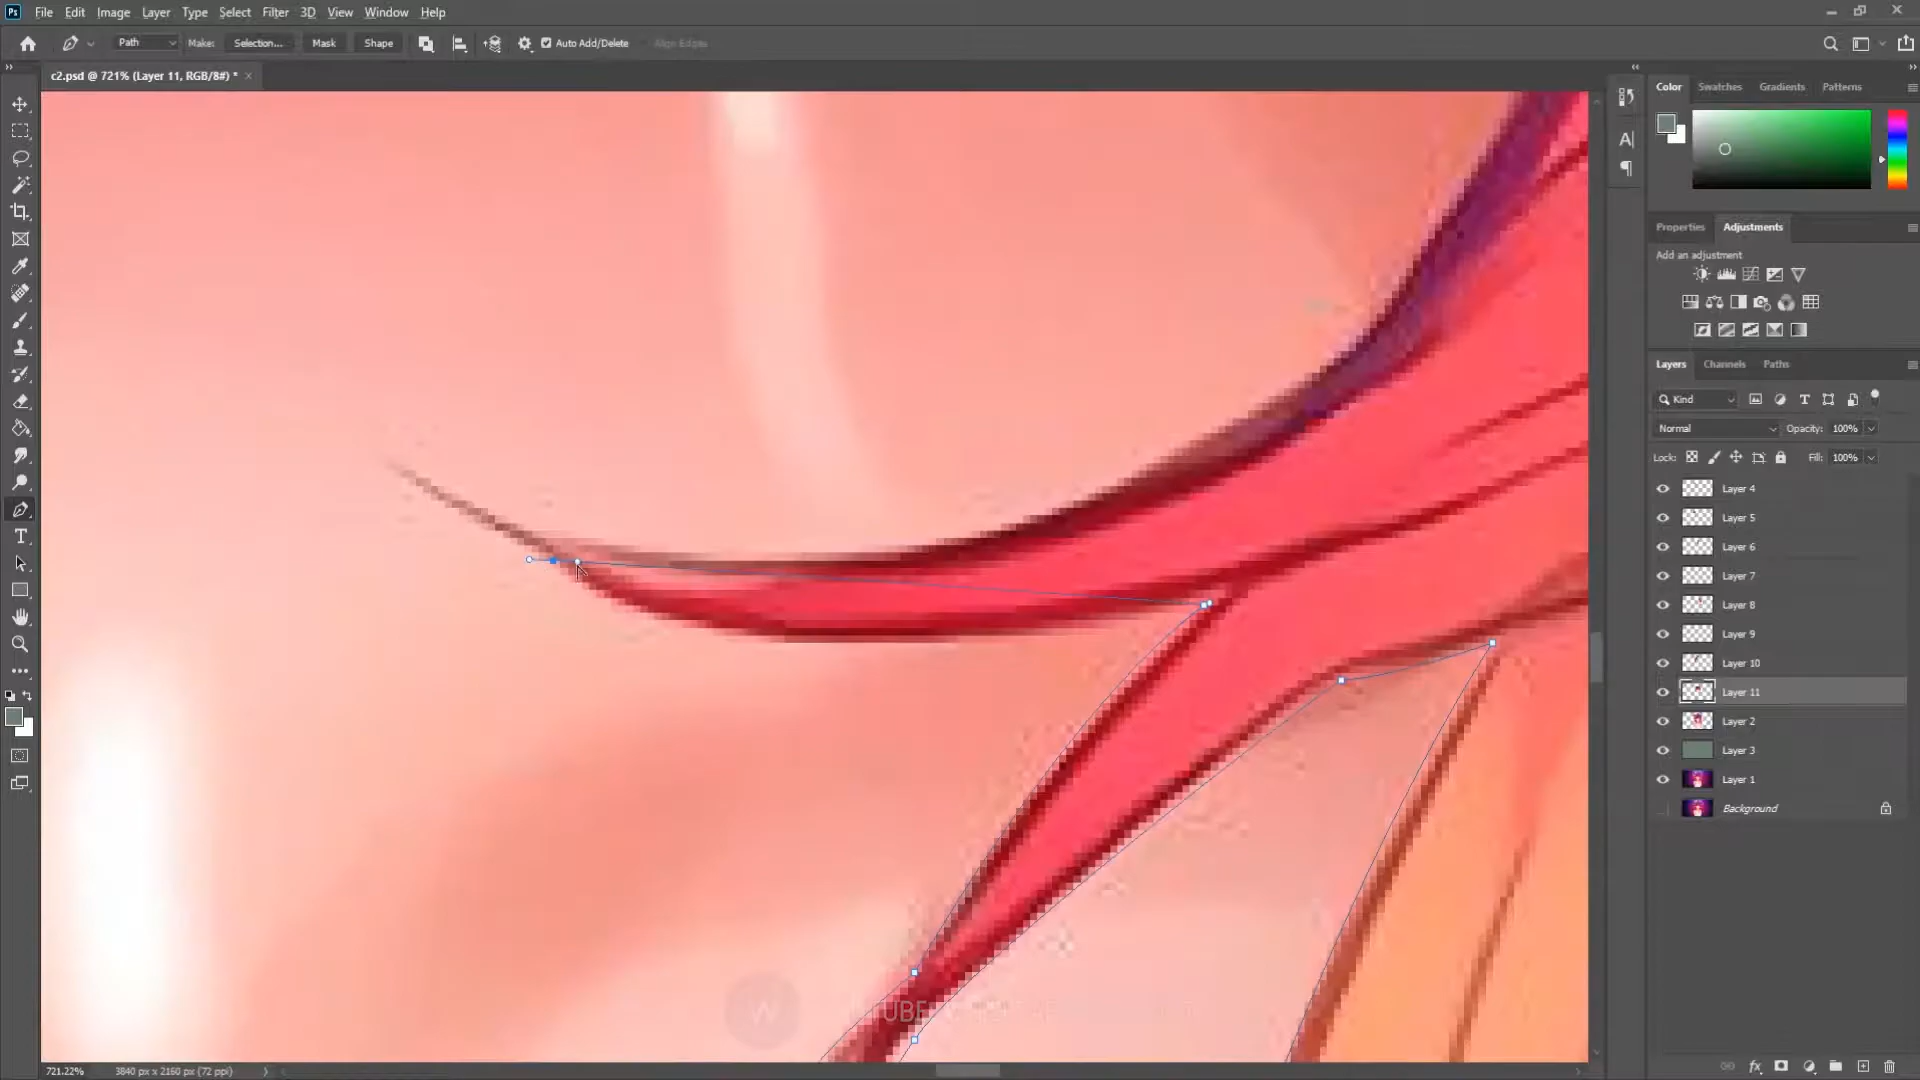 Ps File Edit Image Layer Type Select Filter 3D View Window Help
Path Make: Selection... Mask Shape Auto Add/Delete Align Edges
c2.psd @ 721% (Layer 11, RGB/8#) *
Color Swatches Gradients Patterns
Properties Adjustments
Add an adjustment
Layers Channels Paths
Kind
Normal Opacity: 100%
Lock: Fill: 100%
Layer 4
Layer 5
Layer 6
Layer 7
Layer 8
Layer 9
Layer 10
Layer 11
Layer 2
Layer 3
Layer 1
Background
721.22% 3840 px x 2160 px (72 ppi)